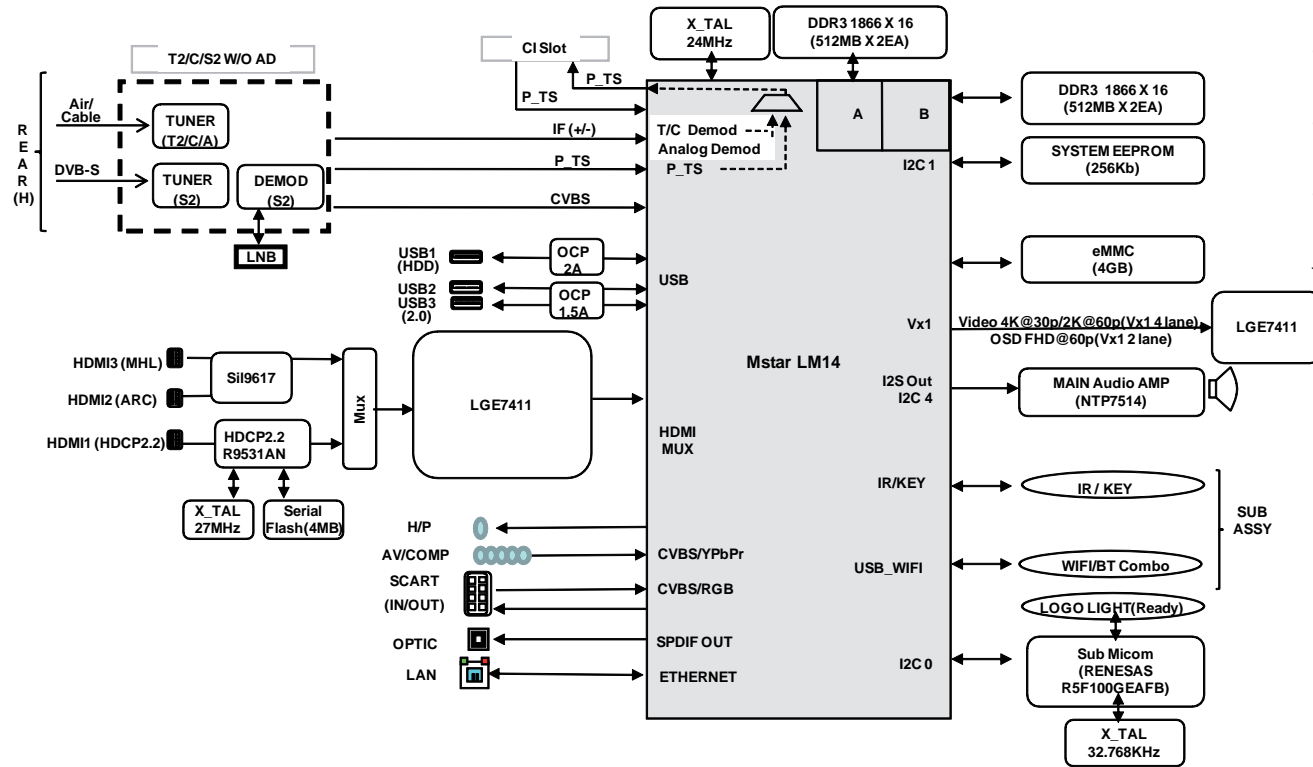 T2/C/S2 W/O AD
CI Slot
X_TAL
24MHz
DDR3 1866 X 16
(512MB X 2EA)
P_TS
P_TS
R
E
A
R
(H)
Air/
Cable
TUNER
(T2/C/A)
DVB-S
TUNER
(S2)
DEMOD
(S2)
LNB
IF (+/-)
P_TS
CVBS
T/C Demod
Analog Demod
P_TS
A
B
DDR3 1866 X 16
(512MB X 2EA)
I2C 1
SYSTEM EEPROM
(256Kb)
eMMC
(4GB)
USB1
(HDD)
OCP
2A
USB2
USB3
(2.0)
OCP
1.5A
USB
Vx1
Video 4K@30p/2K@60p(Vx1 4 lane)
OSD FHD@60p(Vx1 2 lane)
LGE7411
Mstar LM14
HDMI3 (MHL)
HDMI2 (ARC)
SiI9617
HDMI1 (HDCP2.2)
HDCP2.2
R9531AN
X_TAL
27MHz
Serial
Flash(4MB)
Mux
LGE7411
HDMI
MUX
I2S Out
I2C 4
MAIN Audio AMP
(NTP7514)
IR/KEY
IR / KEY
SUB
ASSY
USB_WIFI
WIFI/BT Combo
LOGO LIGHT(Ready)
H/P
AV/COMP
CVBS/YPbPr
SCART
(IN/OUT)
CVBS/RGB
OPTIC
SPDIF OUT
LAN
ETHERNET
I2C 0
Sub Micom
(RENESAS
R5F100GEAFB)
X_TAL
32.768KHz